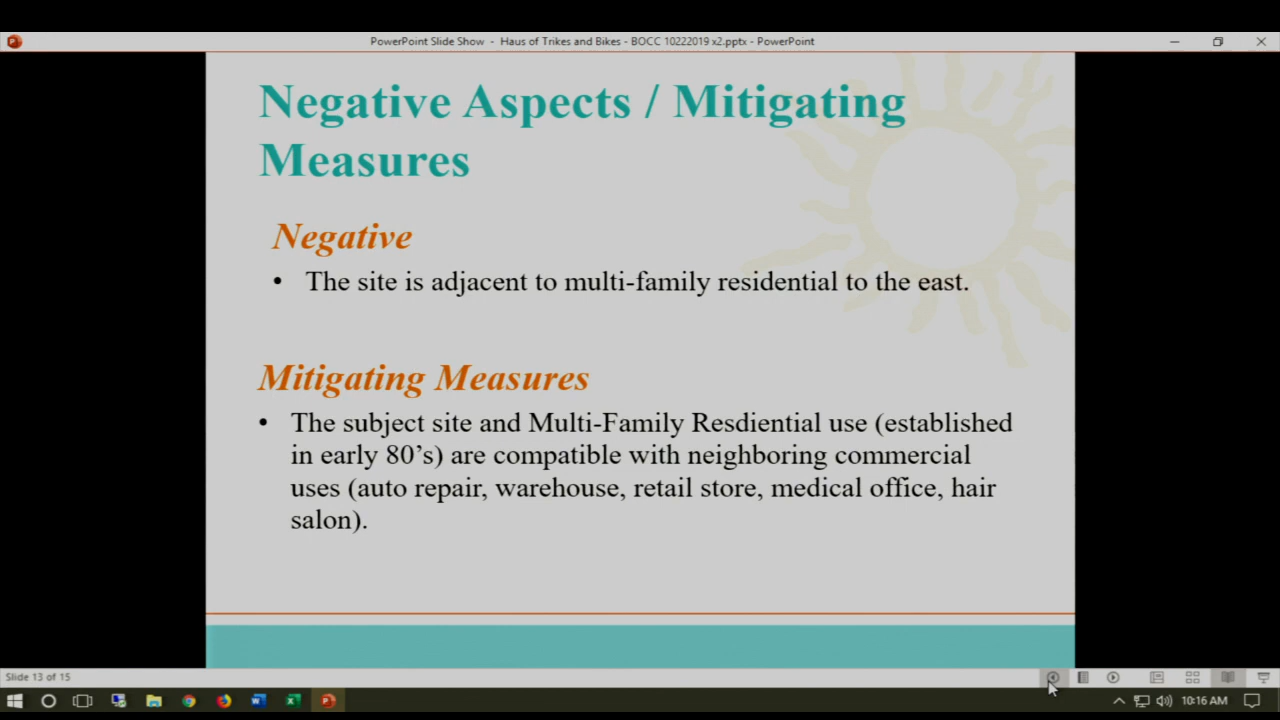 PowerPoint Slide Show - Haus of Trikes and Bikes - BOCC 10222019 x2.pptx - PowerPoint
Negative Aspects / Mitigating
Measures
Negative
• The site is adjacent to multi-family residential to the east.
Mitigating Measures
• The subject site and Multi-Family Resdiential use (established
in early 80’s) are compatible with neighboring commercial
uses (auto repair, warehouse, retail store, medical office, hair
salon).
Slide 13 of 15
10:16 AM